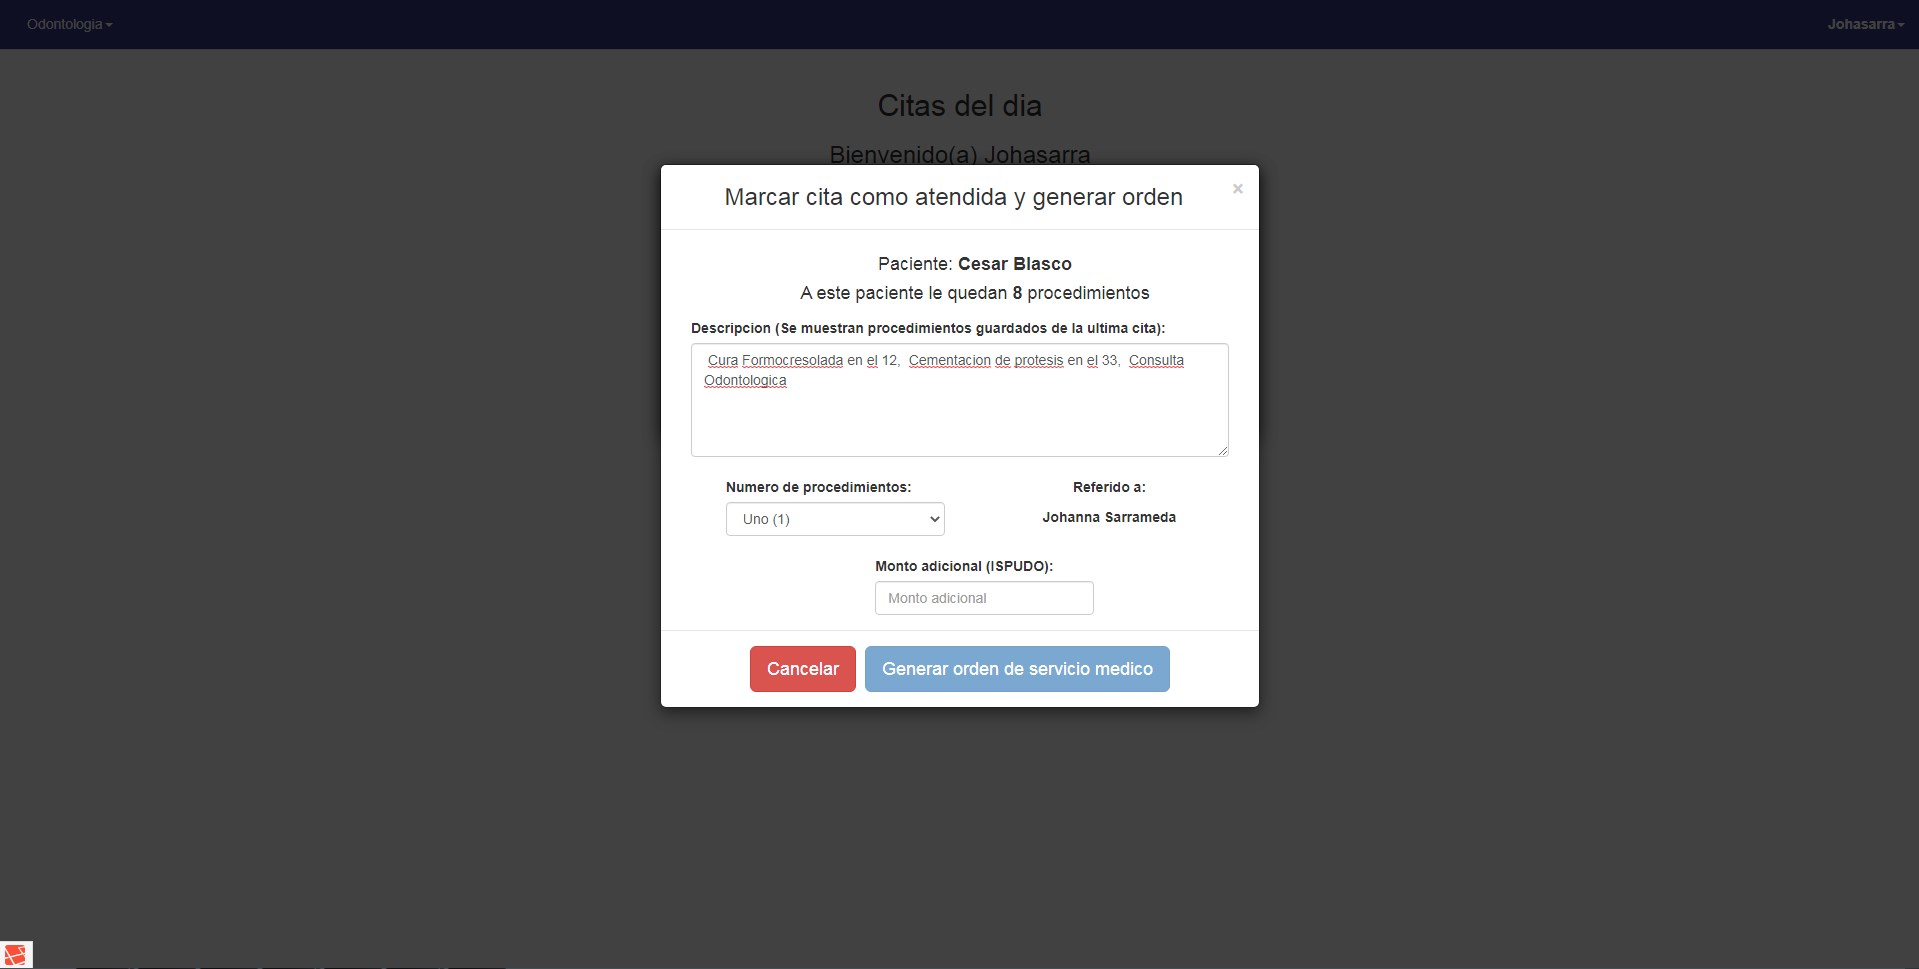 Odontologia
Johasarra
Citas del dia
Bienvenido(a) Johasarra
Marcar cita como atendida y generar orden
×
Paciente: Cesar Blasco
A este paciente le quedan 8 procedimientos
Descripcion (Se muestran procedimientos guardados de la ultima cita):
Cura Formocresolada en el 12, Cementacion de protesis en el 33, Consulta
Odontologica
Numero de procedimientos:
Referido a:
Uno (1)
Johanna Sarrameda
Monto adicional (ISPUDO):
Monto adicional
Cancelar
Generar orden de servicio medico